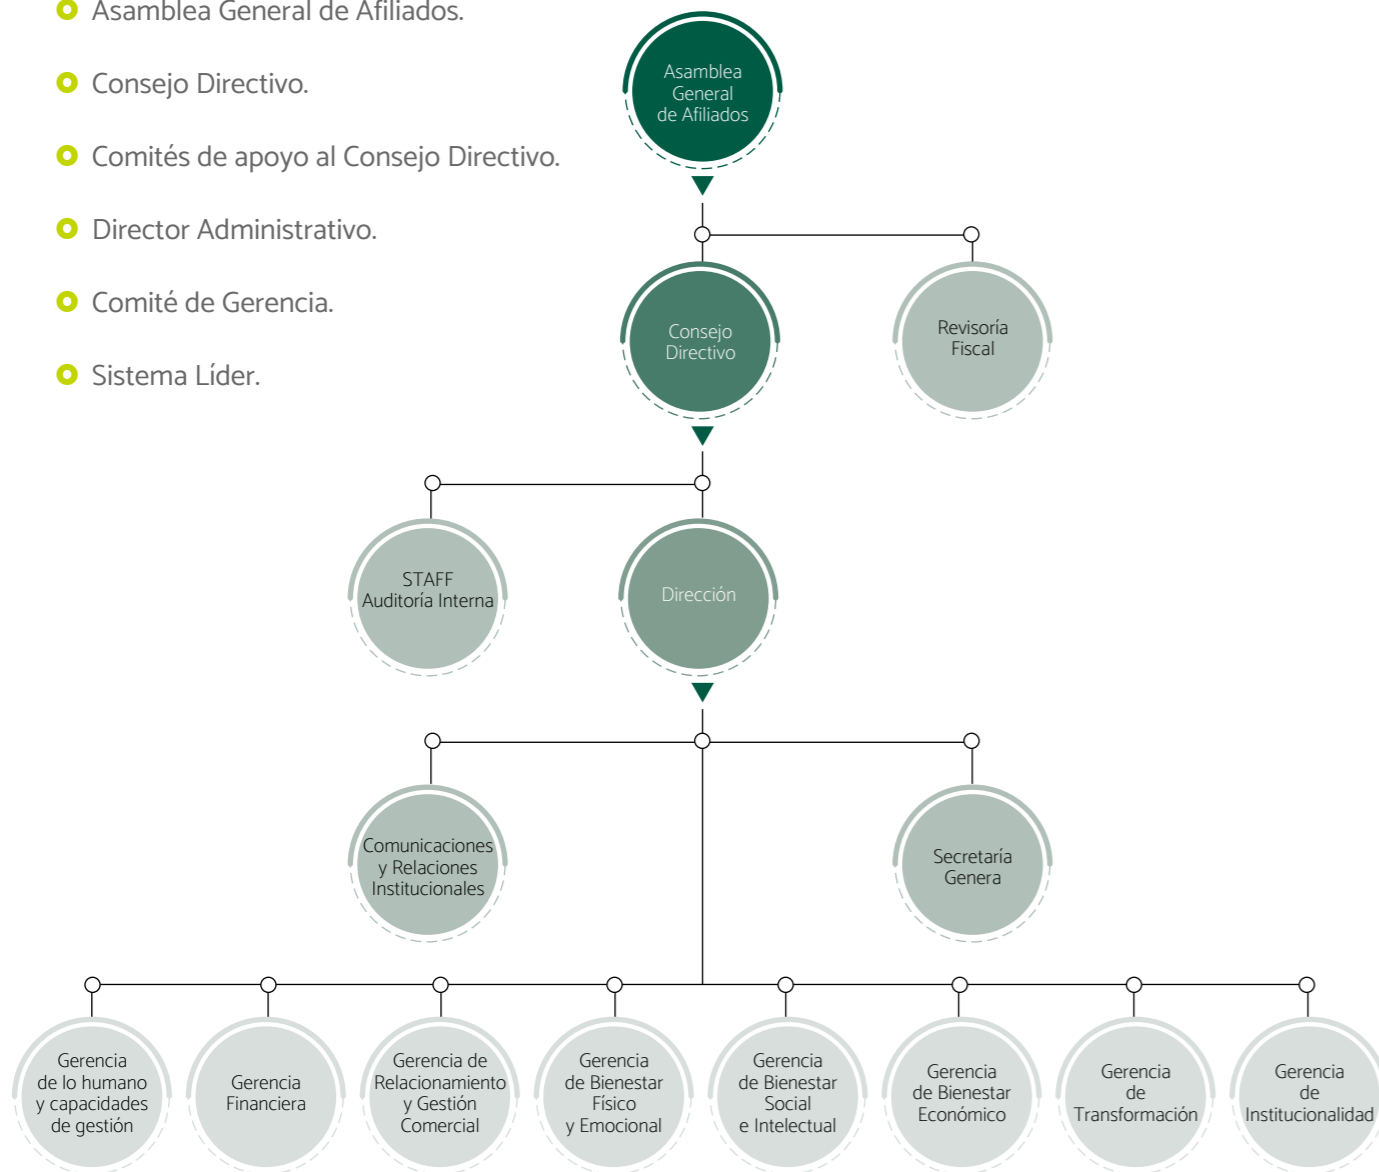 Asamblea General de Afiliados.
Consejo Directivo.
Comités de apoyo al Consejo Directivo.
Director Administrativo.
Comité de Gerencia.
Sistema Líder.
Asamblea
General
de Afiliados
Consejo
Directivo
Revisoría
Fiscal
STAFF
Auditoría Interna
Dirección
Comunicaciones
y Relaciones
Institucionales
Secretaría
Genera
Gerencia
de lo humano
y capacidades
de gestión
Gerencia
Financiera
Gerencia de
Relacionamiento
y Gestión
Comercial
Gerencia
de Bienestar
Físico
y Emocional
Gerencia
de Bienestar
Social
e Intelectual
Gerencia
de Bienestar
Económico
Gerencia
de
Transformación
Gerencia
de
Institucionalidad